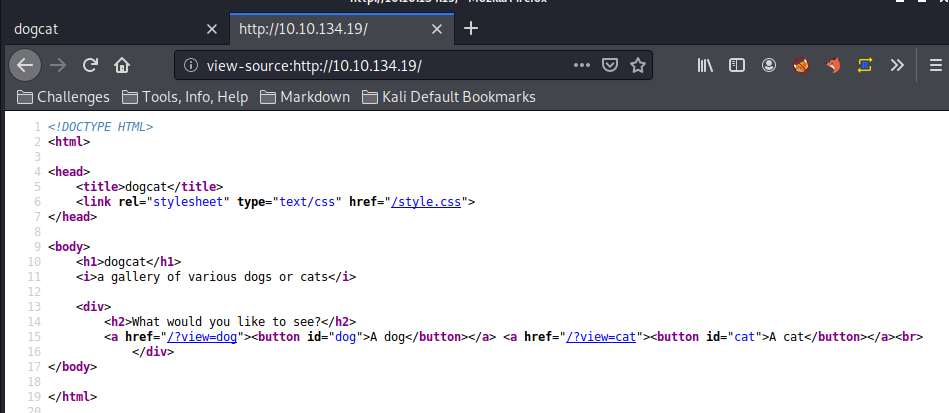 dogcat
http://10.10.134.19/
view-source:http://10.10.134.19/
Challenges Tools, Info, Help Markdown Kali Default Bookmarks
1 <!DOCTYPE HTML>
2 <html>
3
4 <head>
5 <title>dogcat</title>
6 <link rel="stylesheet" type="text/css" href="/style.css">
7 </head>
8
9 <body>
10 <h1>dogcat</h1>
11 <i>a gallery of various dogs or cats</i>
12
13 <div>
14 <h2>What would you like to see?</h2>
15 <a href="/?view=dog"><button id="dog">A dog</button></a> <a href="/?view=cat"><button id="cat">A cat</button></a><br>
16 </div>
17 </body>
18
19 </html>
20